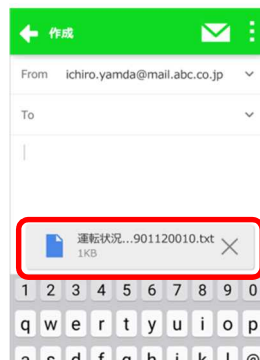 作成
From ichiro.yamda@mail.abc.co.jp
To
運転状況...901120010.txt
1KB
1 2 3 4 5 6 7 8 9 0
q w e r t y u i o p
a s d f g h j k l @